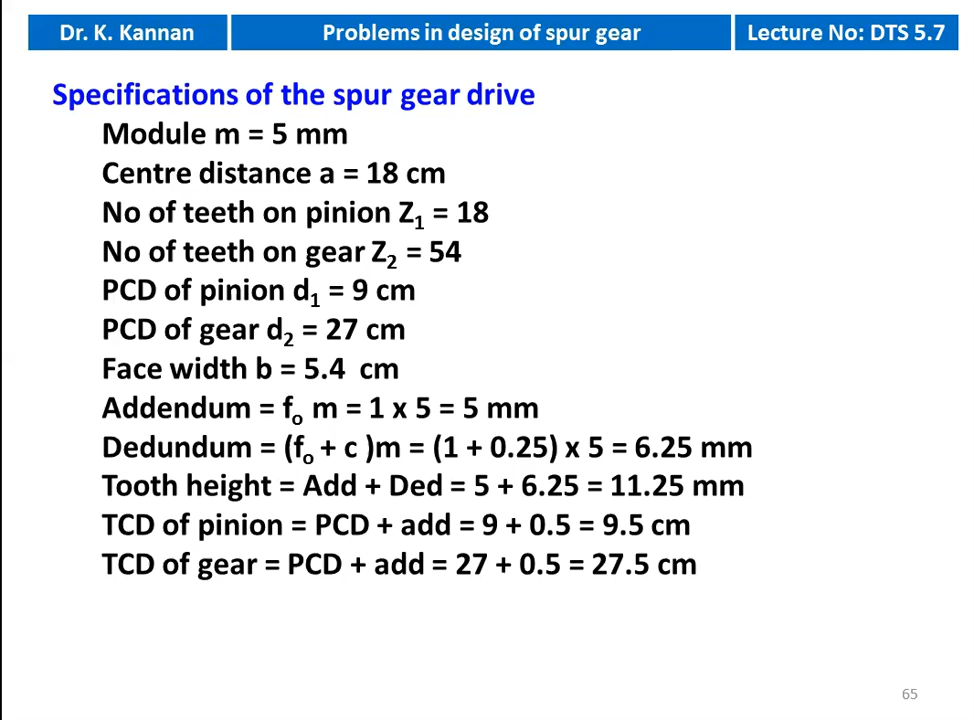 Dr. K. Kannan
Problems in design of spur gear
Lecture No: DTS 5.7
Specifications of the spur gear drive
Module m = 5 mm
Centre distance a = 18 cm
No of teeth on pinion Z₁ = 18
No of teeth on gear Z₂ = 54
PCD of pinion d₁ = 9 cm
PCD of gear d₂ = 27 cm
Face width b = 5.4 cm
Addendum = fₒ m = 1 x 5 = 5 mm
Dedundum = (fₒ + c )m = (1 + 0.25) x 5 = 6.25 mm
Tooth height = Add + Ded = 5 + 6.25 = 11.25 mm
TCD of pinion = PCD + add = 9 + 0.5 = 9.5 cm
TCD of gear = PCD + add = 27 + 0.5 = 27.5 cm
65